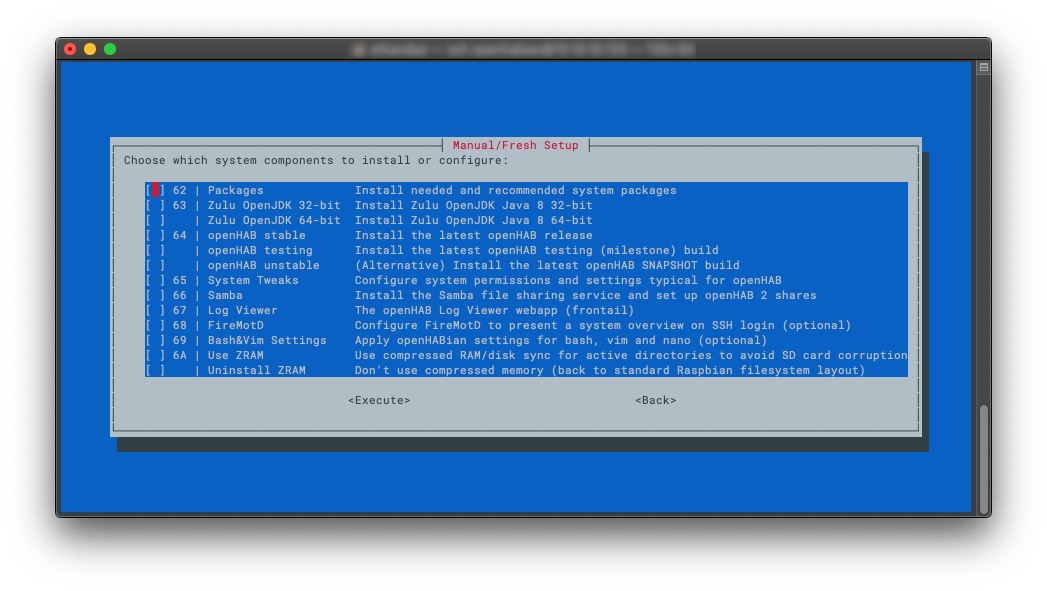 Manual/Fresh Setup
Choose which system components to install or configure:
[ ] 62 | Packages Install needed and recommended system packages
[ ] 63 | Zulu OpenJDK 32-bit Install Zulu OpenJDK Java 8 32-bit
[ ] | Zulu OpenJDK 64-bit Install Zulu OpenJDK Java 8 64-bit
[ ] 64 | openHAB stable Install the latest openHAB release
[ ] | openHAB testing Install the latest openHAB testing (milestone) build
[ ] | openHAB unstable (Alternative) Install the latest openHAB SNAPSHOT build
[ ] 65 | System Tweaks Configure system permissions and settings typical for openHAB
[ ] 66 | Samba Install the Samba file sharing service and set up openHAB 2 shares
[ ] 67 | Log Viewer The openHAB Log Viewer webapp (frontail)
[ ] 68 | FireMotD Configure FireMotD to present a system overview on SSH login (optional)
[ ] 69 | Bash&Vim Settings Apply openHABian settings for bash, vim and nano (optional)
[ ] 6A | Use ZRAM Use compressed RAM/disk sync for active directories to avoid SD card corruption
[ ] | Uninstall ZRAM Don't use compressed memory (back to standard Raspbian filesystem layout)
<Execute> <Back>